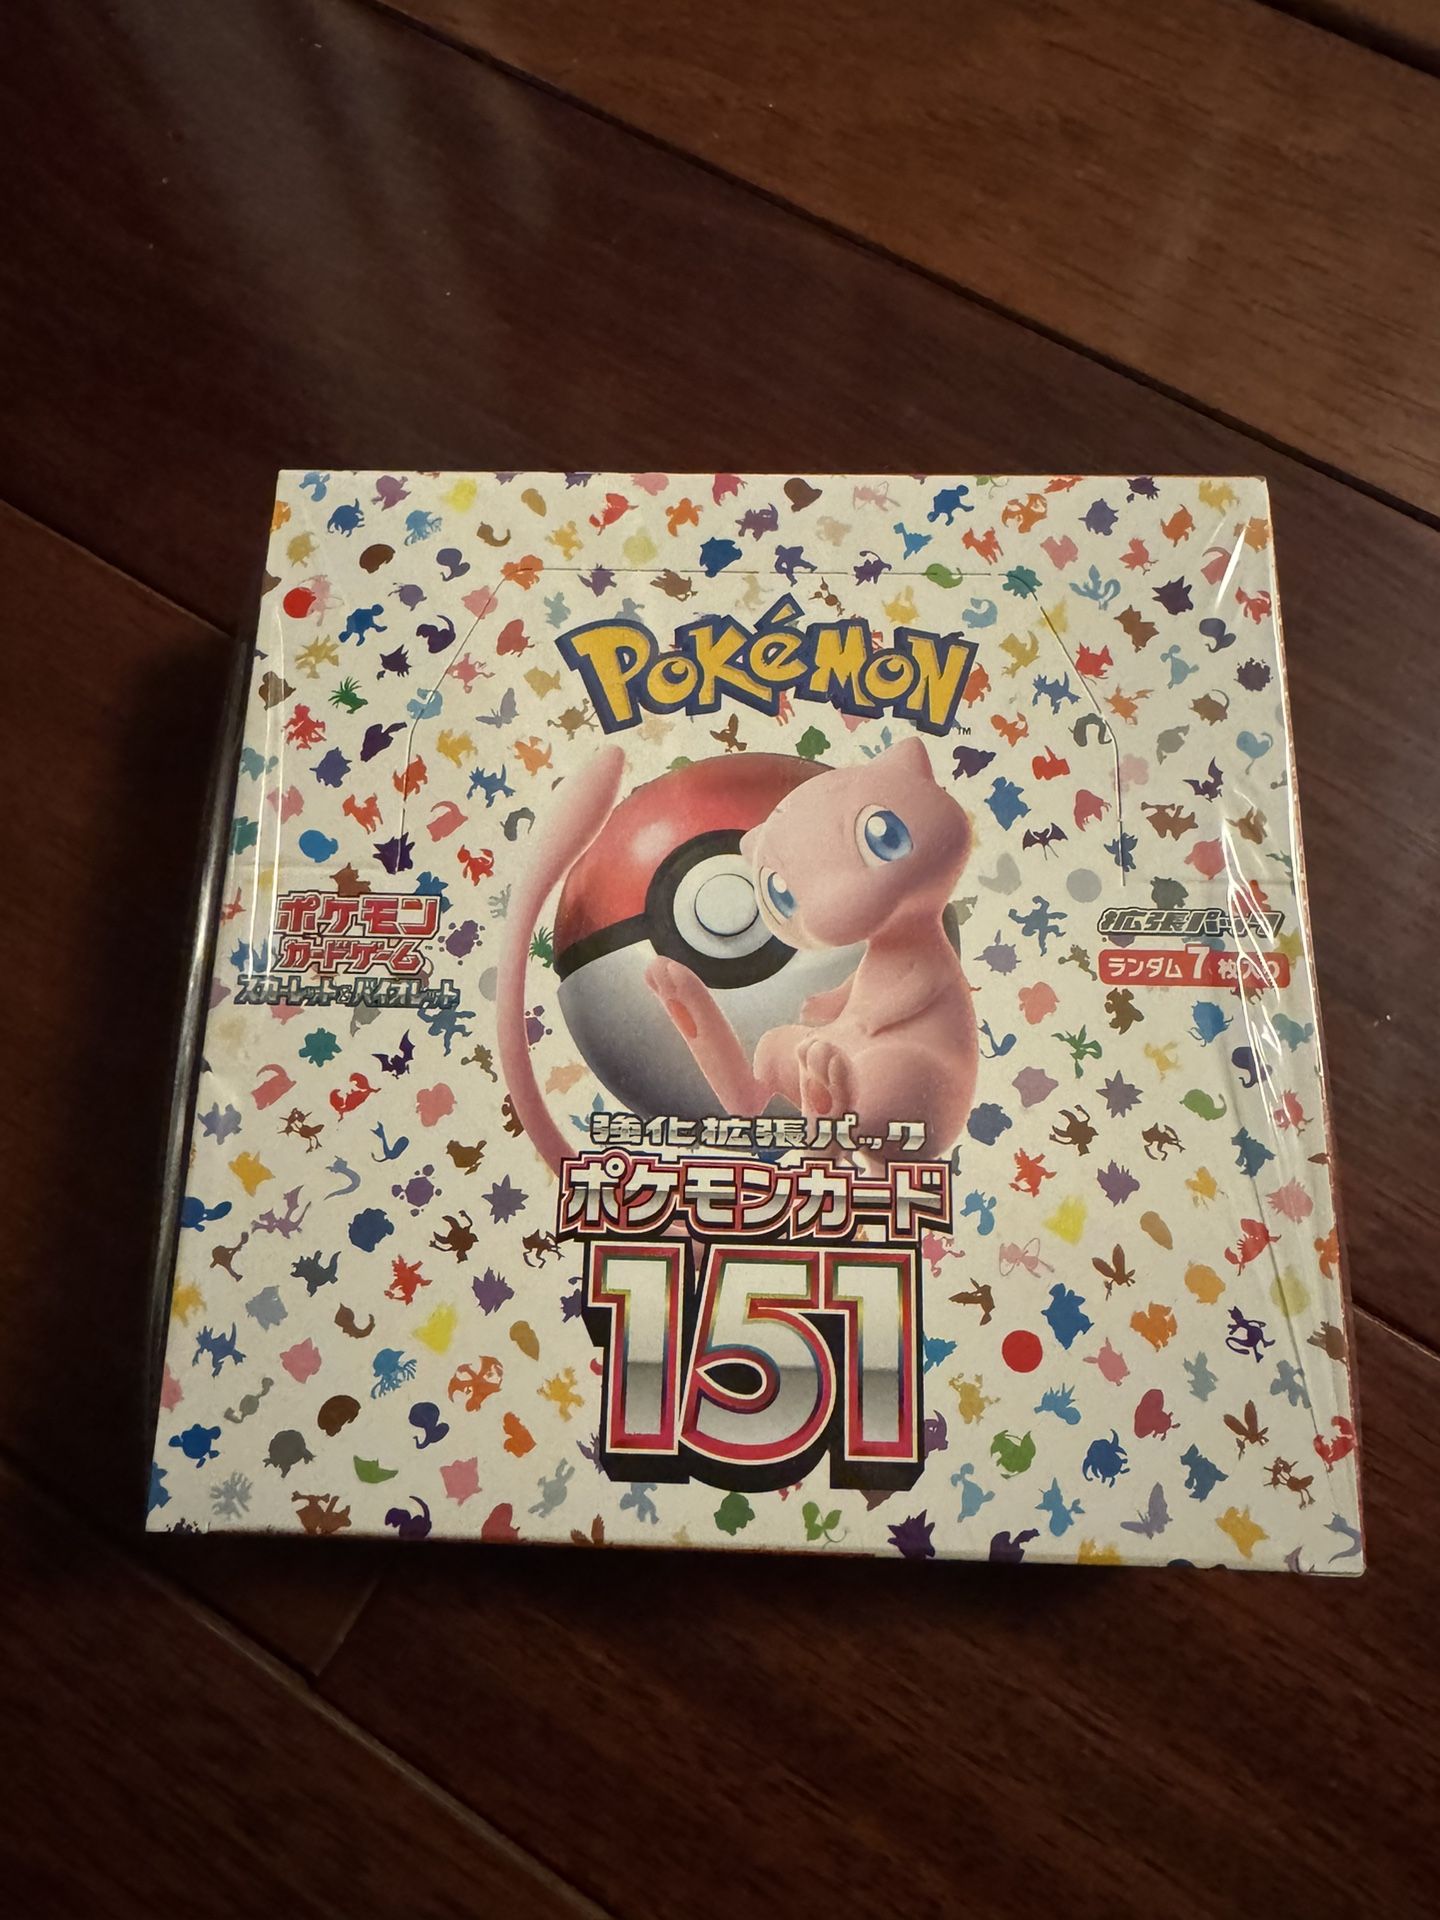 POKéMON
TM
ポケモン
カードゲーム
スカーレット&バイオレット
拡張パック
ランダム7枚入り
強化拡張パック
ポケモンカード
151